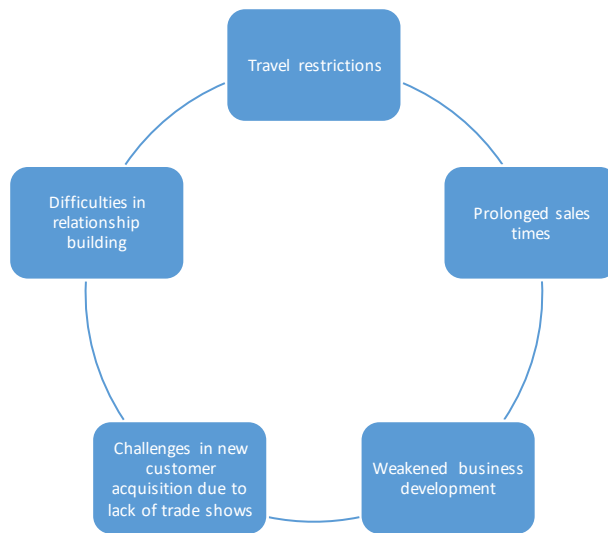 Travel restrictions
Prolonged sales
times
Weakened business
development
Challenges in new
customer
acquisition due to
lack of trade shows
Difficulties in
relationship
building